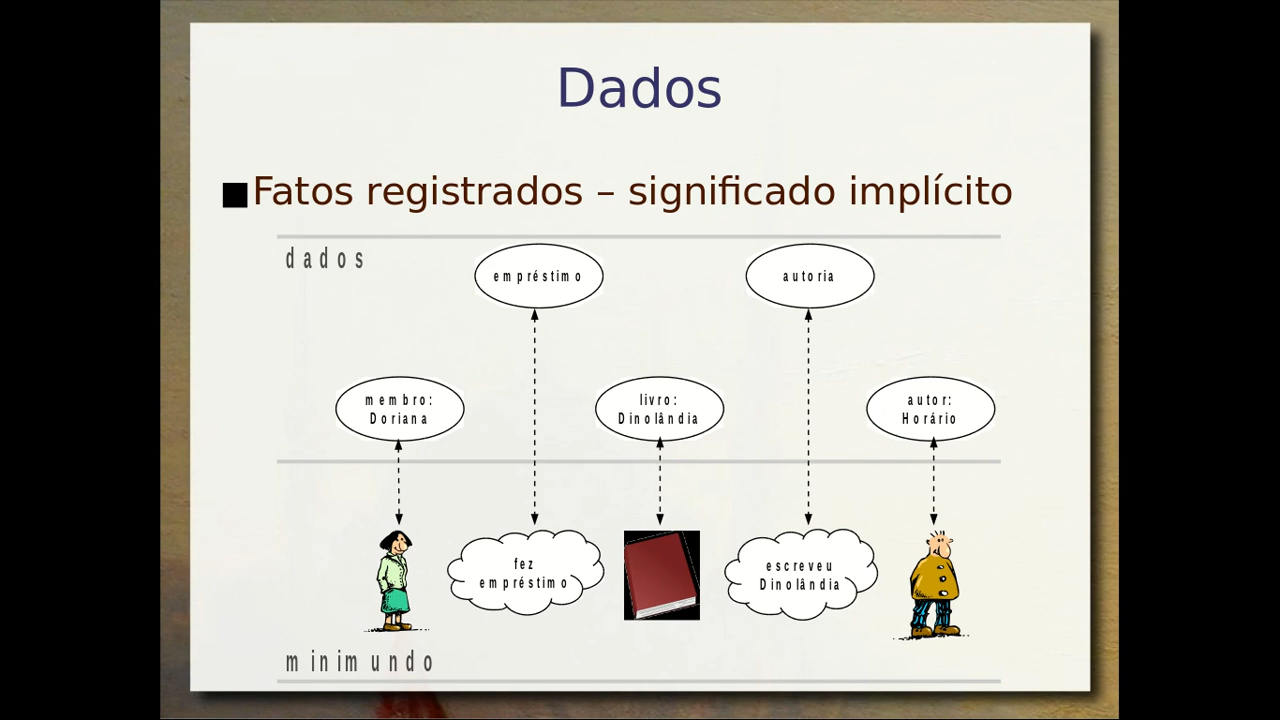 Dados
■Fatos registrados – significado implícito
dados
empréstimo
autoria
membro:
Doriana
livro:
Dinolândia
autor:
Horário
fez
empréstimo
escreveu
Dinolândia
minimundo